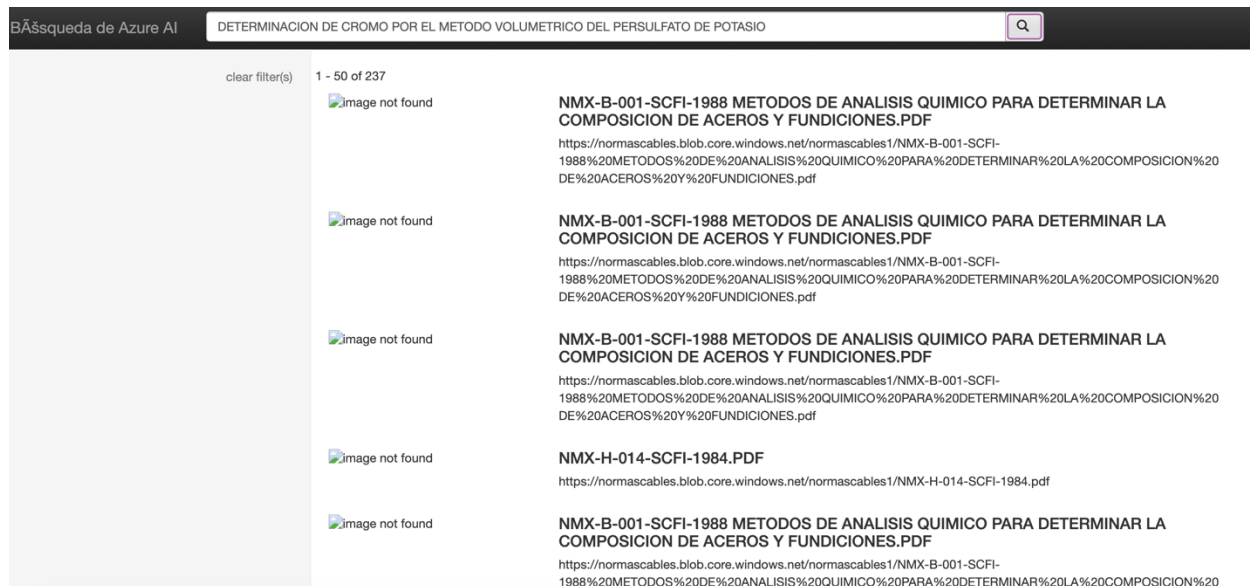 BÃšsqueda de Azure AI
DETERMINACION DE CROMO POR EL METODO VOLUMETRICO DEL PERSULFATO DE POTASIO
clear filter(s)
1 - 50 of 237
image not found
NMX-B-001-SCFI-1988 METODOS DE ANALISIS QUIMICO PARA DETERMINAR LA
COMPOSICION DE ACEROS Y FUNDICIONES.PDF
https://normascables.blob.core.windows.net/normascables1/NMX-B-001-SCFI-
1988%20METODOS%20DE%20ANALISIS%20QUIMICO%20PARA%20DETERMINAR%20LA%20COMPOSICION%20
DE%20ACEROS%20Y%20FUNDICIONES.pdf
image not found
NMX-B-001-SCFI-1988 METODOS DE ANALISIS QUIMICO PARA DETERMINAR LA
COMPOSICION DE ACEROS Y FUNDICIONES.PDF
https://normascables.blob.core.windows.net/normascables1/NMX-B-001-SCFI-
1988%20METODOS%20DE%20ANALISIS%20QUIMICO%20PARA%20DETERMINAR%20LA%20COMPOSICION%20
DE%20ACEROS%20Y%20FUNDICIONES.pdf
image not found
NMX-B-001-SCFI-1988 METODOS DE ANALISIS QUIMICO PARA DETERMINAR LA
COMPOSICION DE ACEROS Y FUNDICIONES.PDF
https://normascables.blob.core.windows.net/normascables1/NMX-B-001-SCFI-
1988%20METODOS%20DE%20ANALISIS%20QUIMICO%20PARA%20DETERMINAR%20LA%20COMPOSICION%20
DE%20ACEROS%20Y%20FUNDICIONES.pdf
image not found
NMX-H-014-SCFI-1984.PDF
https://normascables.blob.core.windows.net/normascables1/NMX-H-014-SCFI-1984.pdf
image not found
NMX-B-001-SCFI-1988 METODOS DE ANALISIS QUIMICO PARA DETERMINAR LA
COMPOSICION DE ACEROS Y FUNDICIONES.PDF
https://normascables.blob.core.windows.net/normascables1/NMX-B-001-SCFI-
1988%20METODOS%20DE%20ANALISIS%20QUIMICO%20PARA%20DETERMINAR%20LA%20COMPOSICION%20